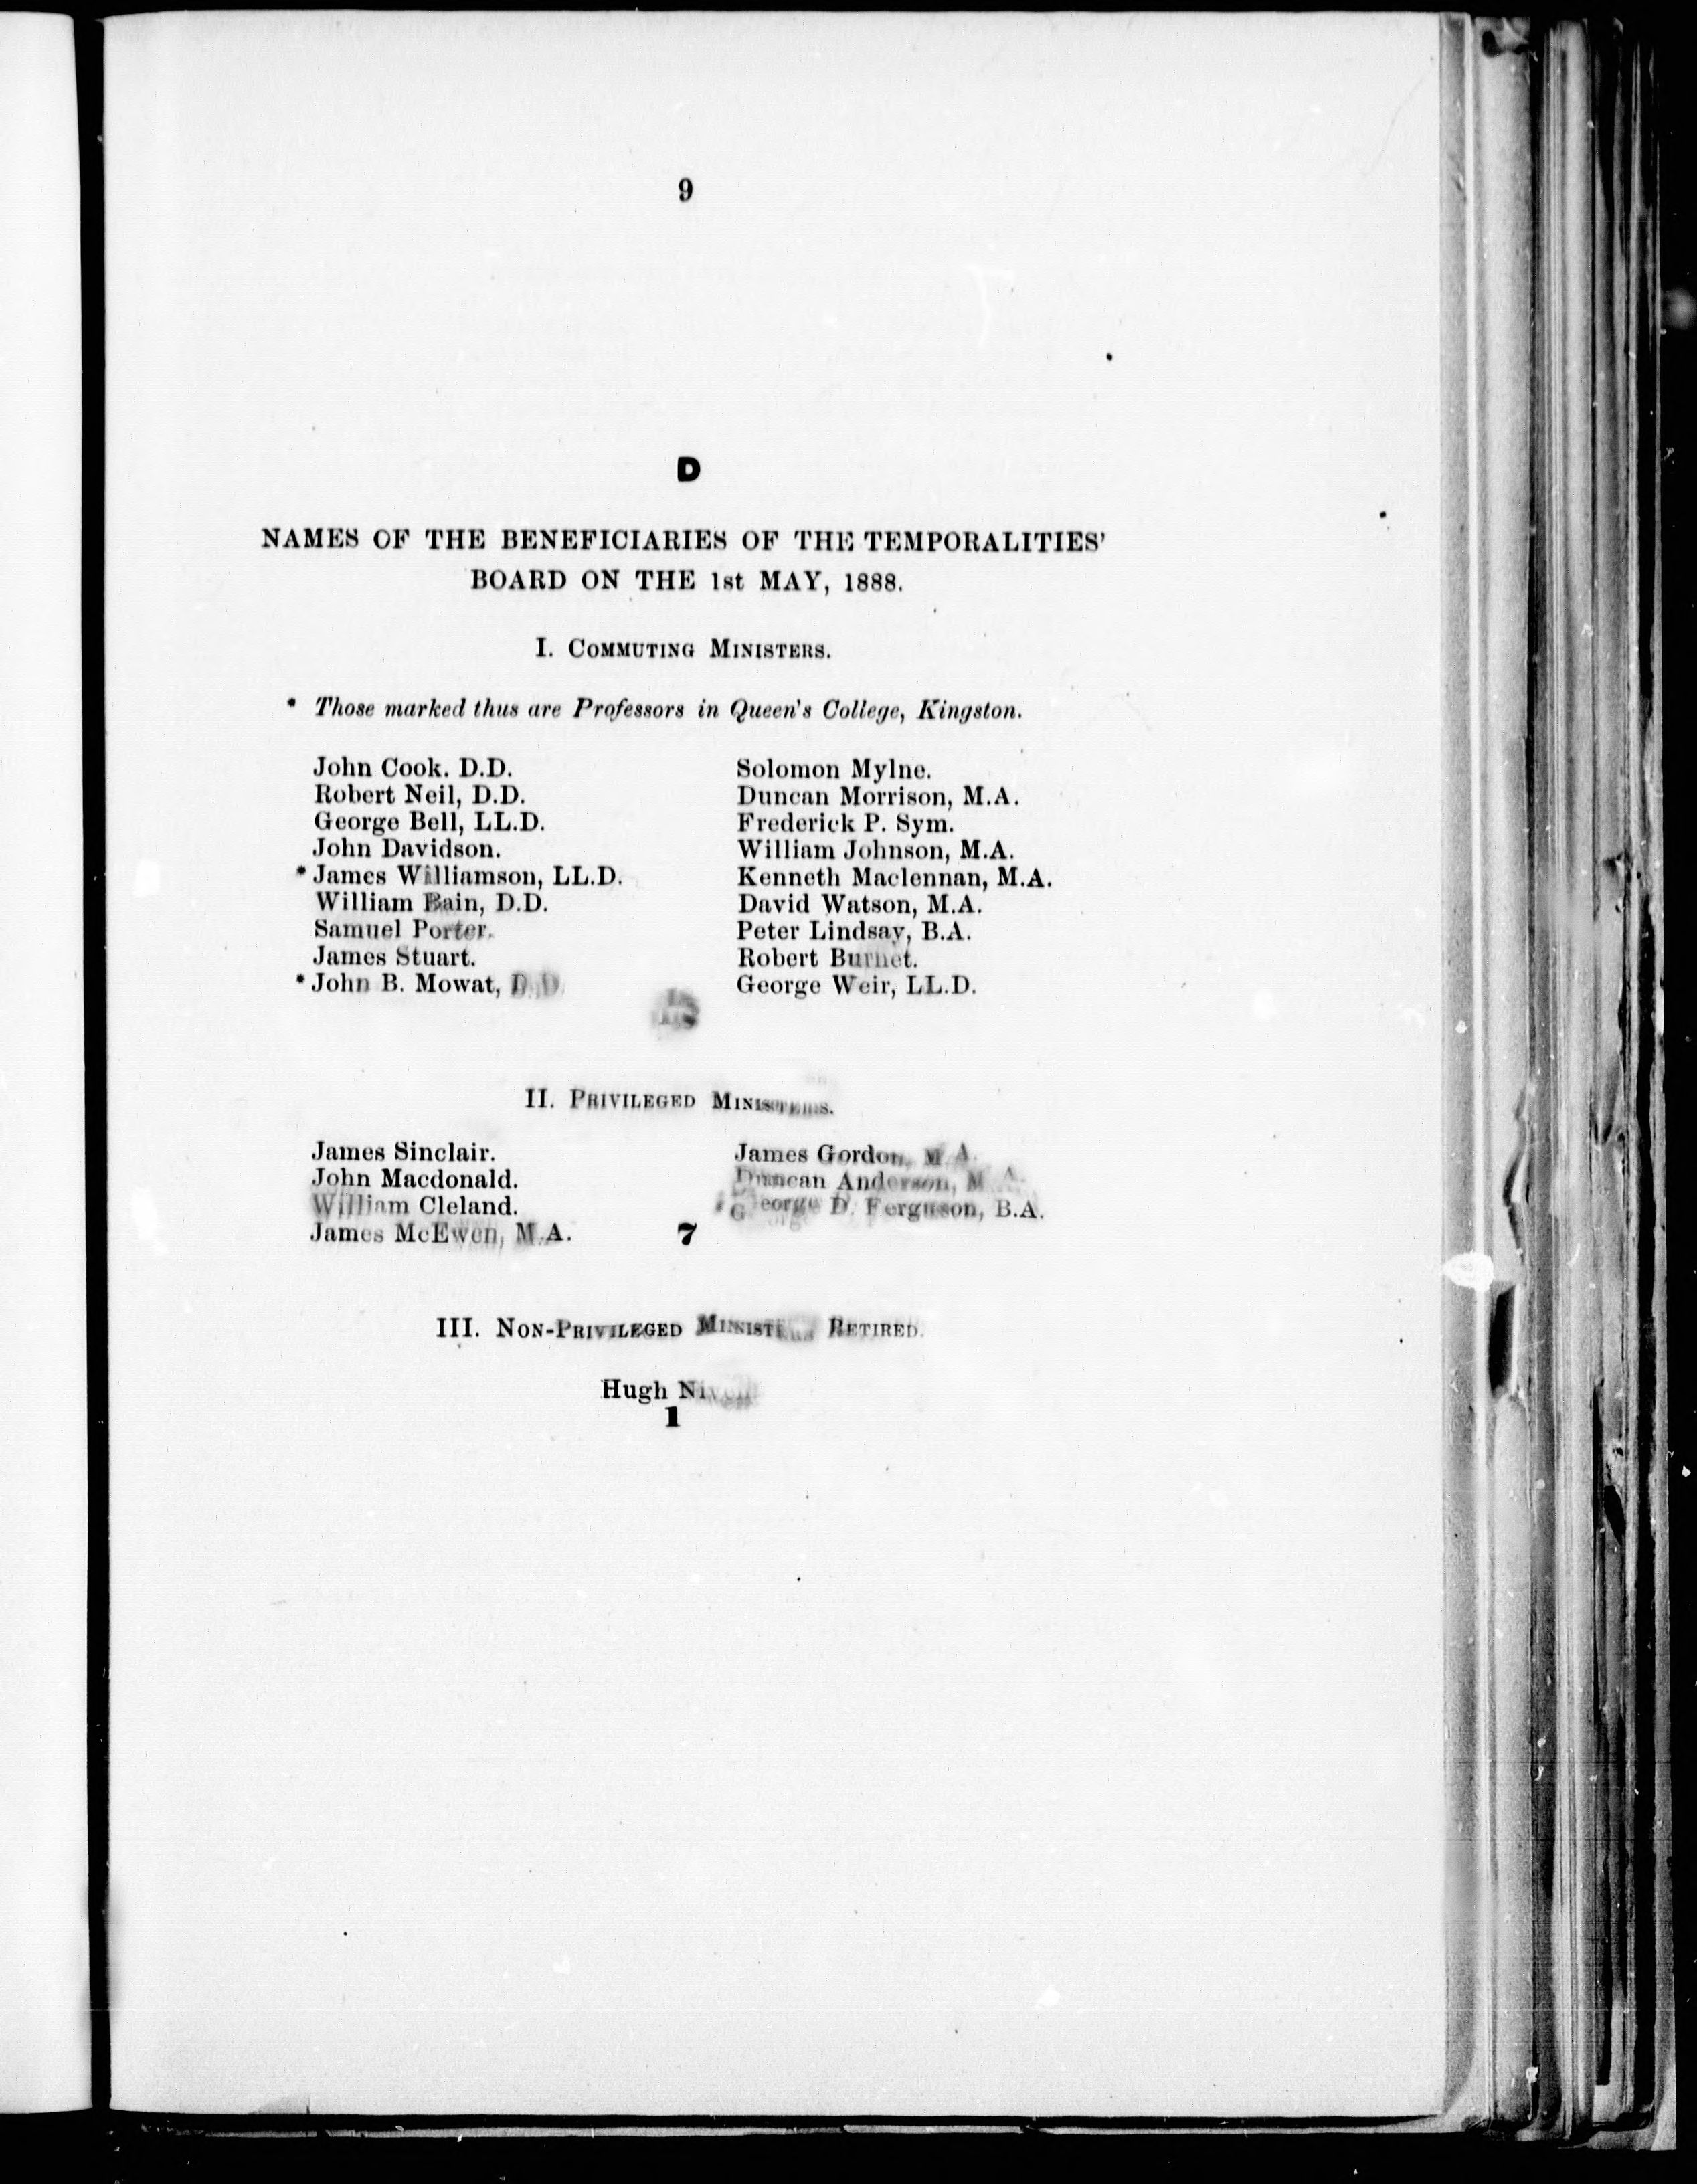 9
D
NAMES OF THE BENEFICIARIES OF THE TEMPORALITIES'
BOARD ON THE 1st MAY, 1888.
I. COMMUTING MINISTERS.
* Those marked thus are Professors in Queen's College, Kingston.
John Cook. D.D.
Robert Neil, D.D.
George Bell, LL.D.
John Davidson.
* James Williamson, LL.D.
William Bain, D.D.
Samuel Porter.
James Stuart.
* John B. Mowat, D.D.
Solomon Mylne.
Duncan Morrison, M.A.
Frederick P. Sym.
William Johnson, M.A.
Kenneth Maclennan, M.A.
David Watson, M.A.
Peter Lindsay, B.A.
Robert Burnet.
George Weir, LL.D.
II. PRIVILEGED MINISTERS.
James Sinclair.
John Macdonald.
William Cleland.
James McEwen, M.A.
James Gordon, M.A.
Duncan Anderson, M.A.
* George D. Ferguson, B.A.
7
III. NON-PRIVILEGED MINISTERS RETIRED.
Hugh Niven
1